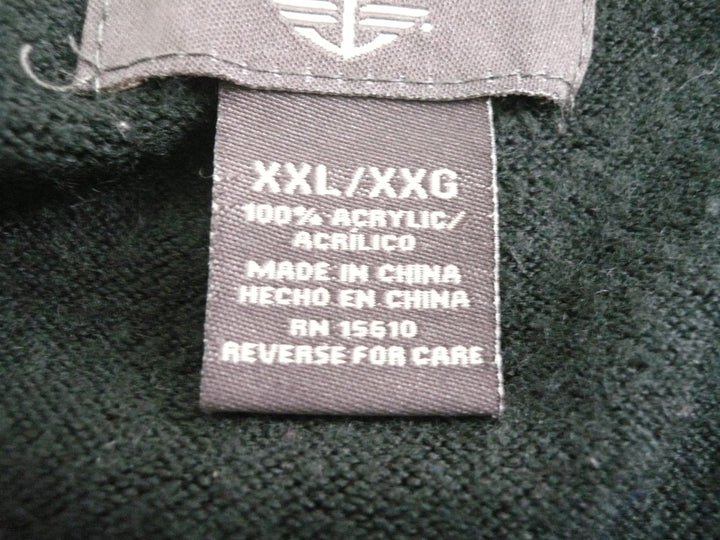 XXL/XXG
100% ACRYLIC/
ACRÍLICO
MADE IN CHINA
HECHO EN CHINA
RN 15610
REVERSE FOR CARE